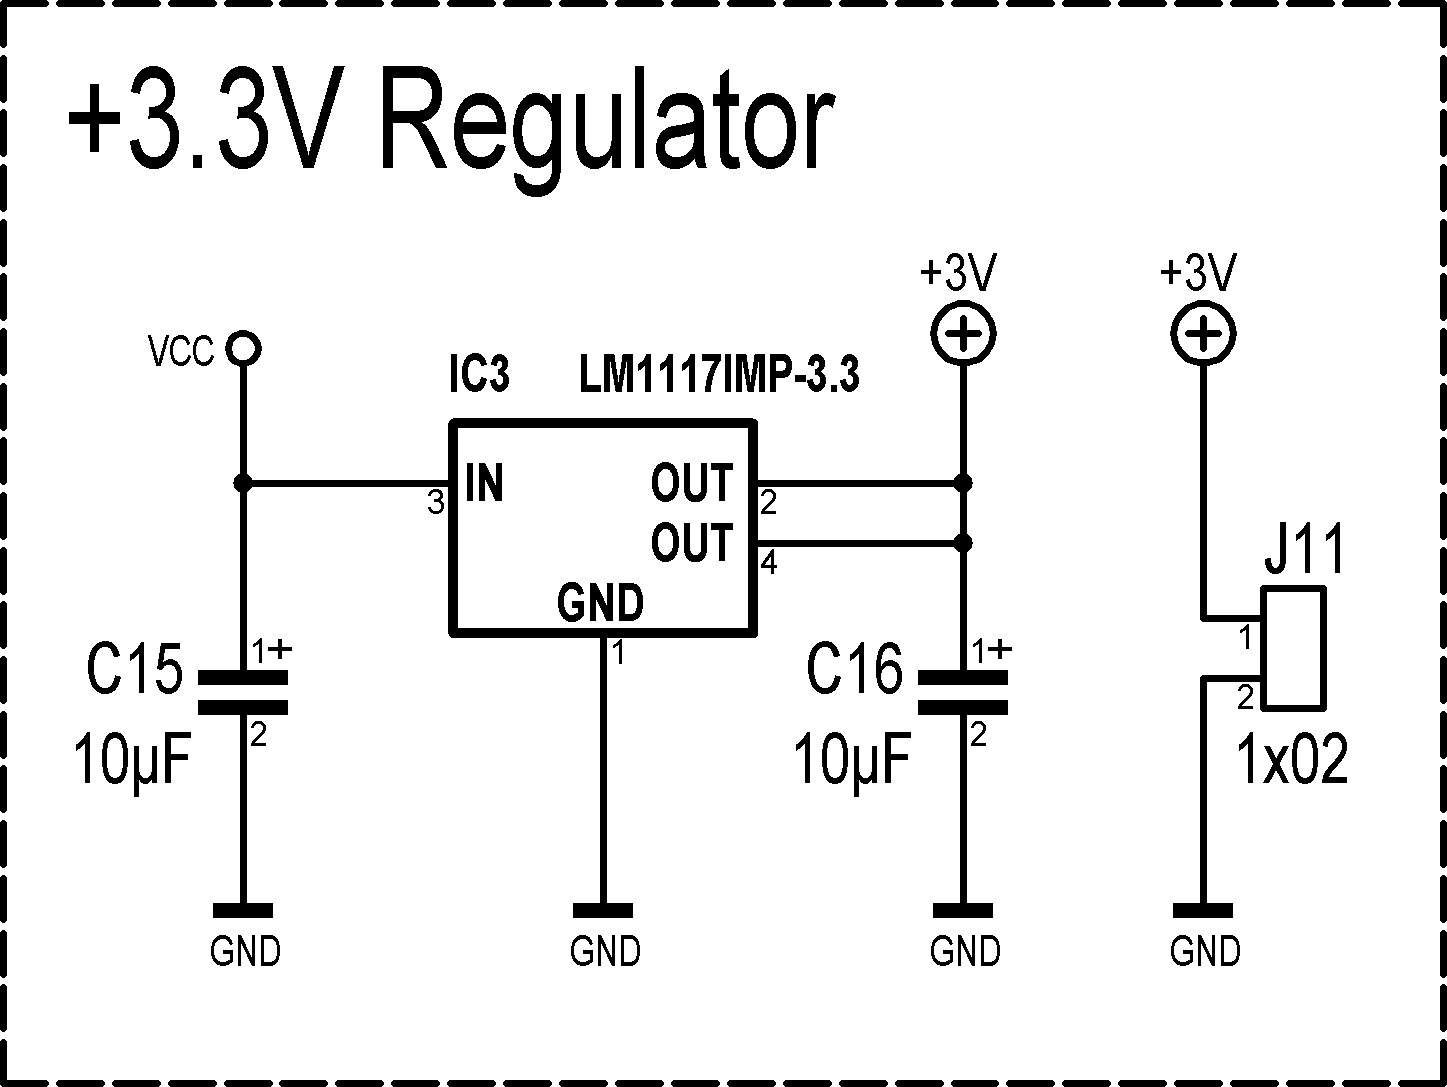 +3.3V Regulator
+3V
+3V
VCC
IC3 LM1117IMP-3.3
IN
OUT
3
2
OUT
4
J11
GND
1
1
C15
1+
C16
1+
2
2
2
10µF
10µF
1x02
GND
GND
GND
GND